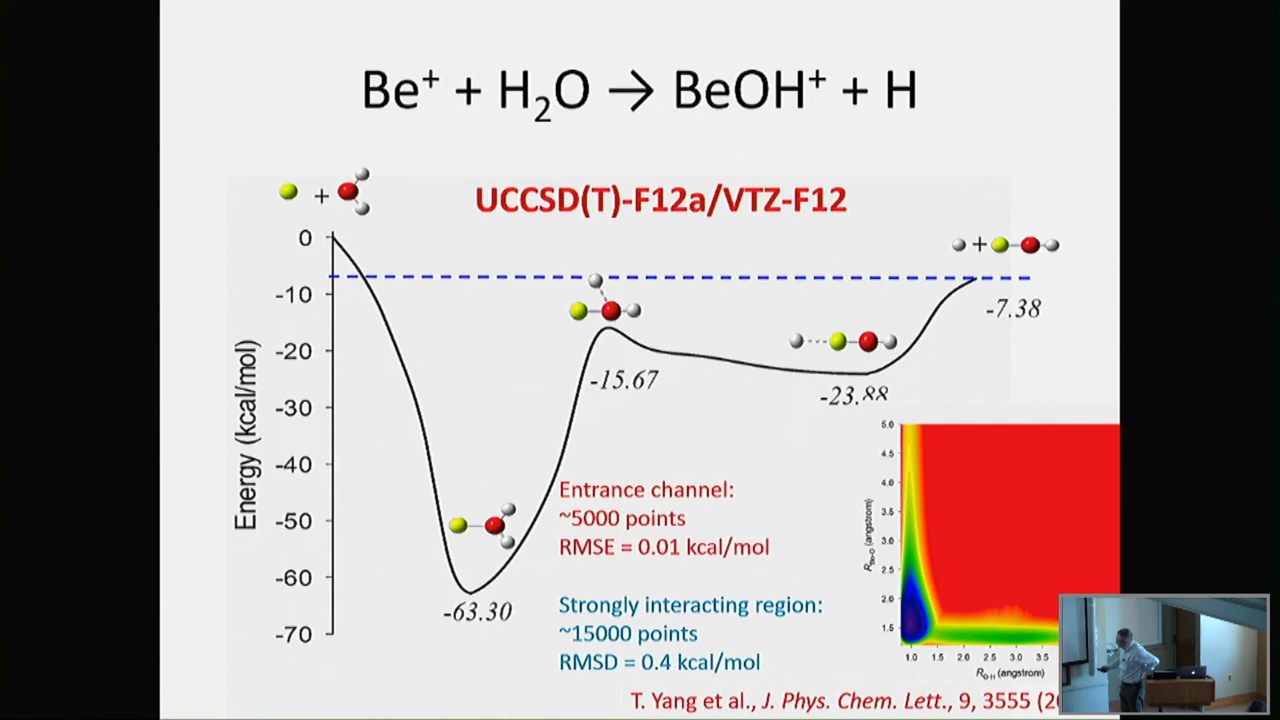 Be⁺ + H₂O → BeOH⁺ + H
UCCSD(T)-F12a/VTZ-F12
+
+
Energy (kcal/mol)
0
-10
-20
-30
-40
-50
-60
-70
-63.30
-15.67
-23.88
-7.38
Entrance channel:
~5000 points
RMSE = 0.01 kcal/mol
Strongly interacting region:
~15000 points
RMSD = 0.4 kcal/mol
R_Be-O (angstrom)
5.0
4.5
4.0
3.5
3.0
2.5
2.0
1.5
1.0 1.5 2.0 2.5 3.0 3.5
R_O-H (angstrom)
T. Yang et al., J. Phys. Chem. Lett., 9, 3555 (2